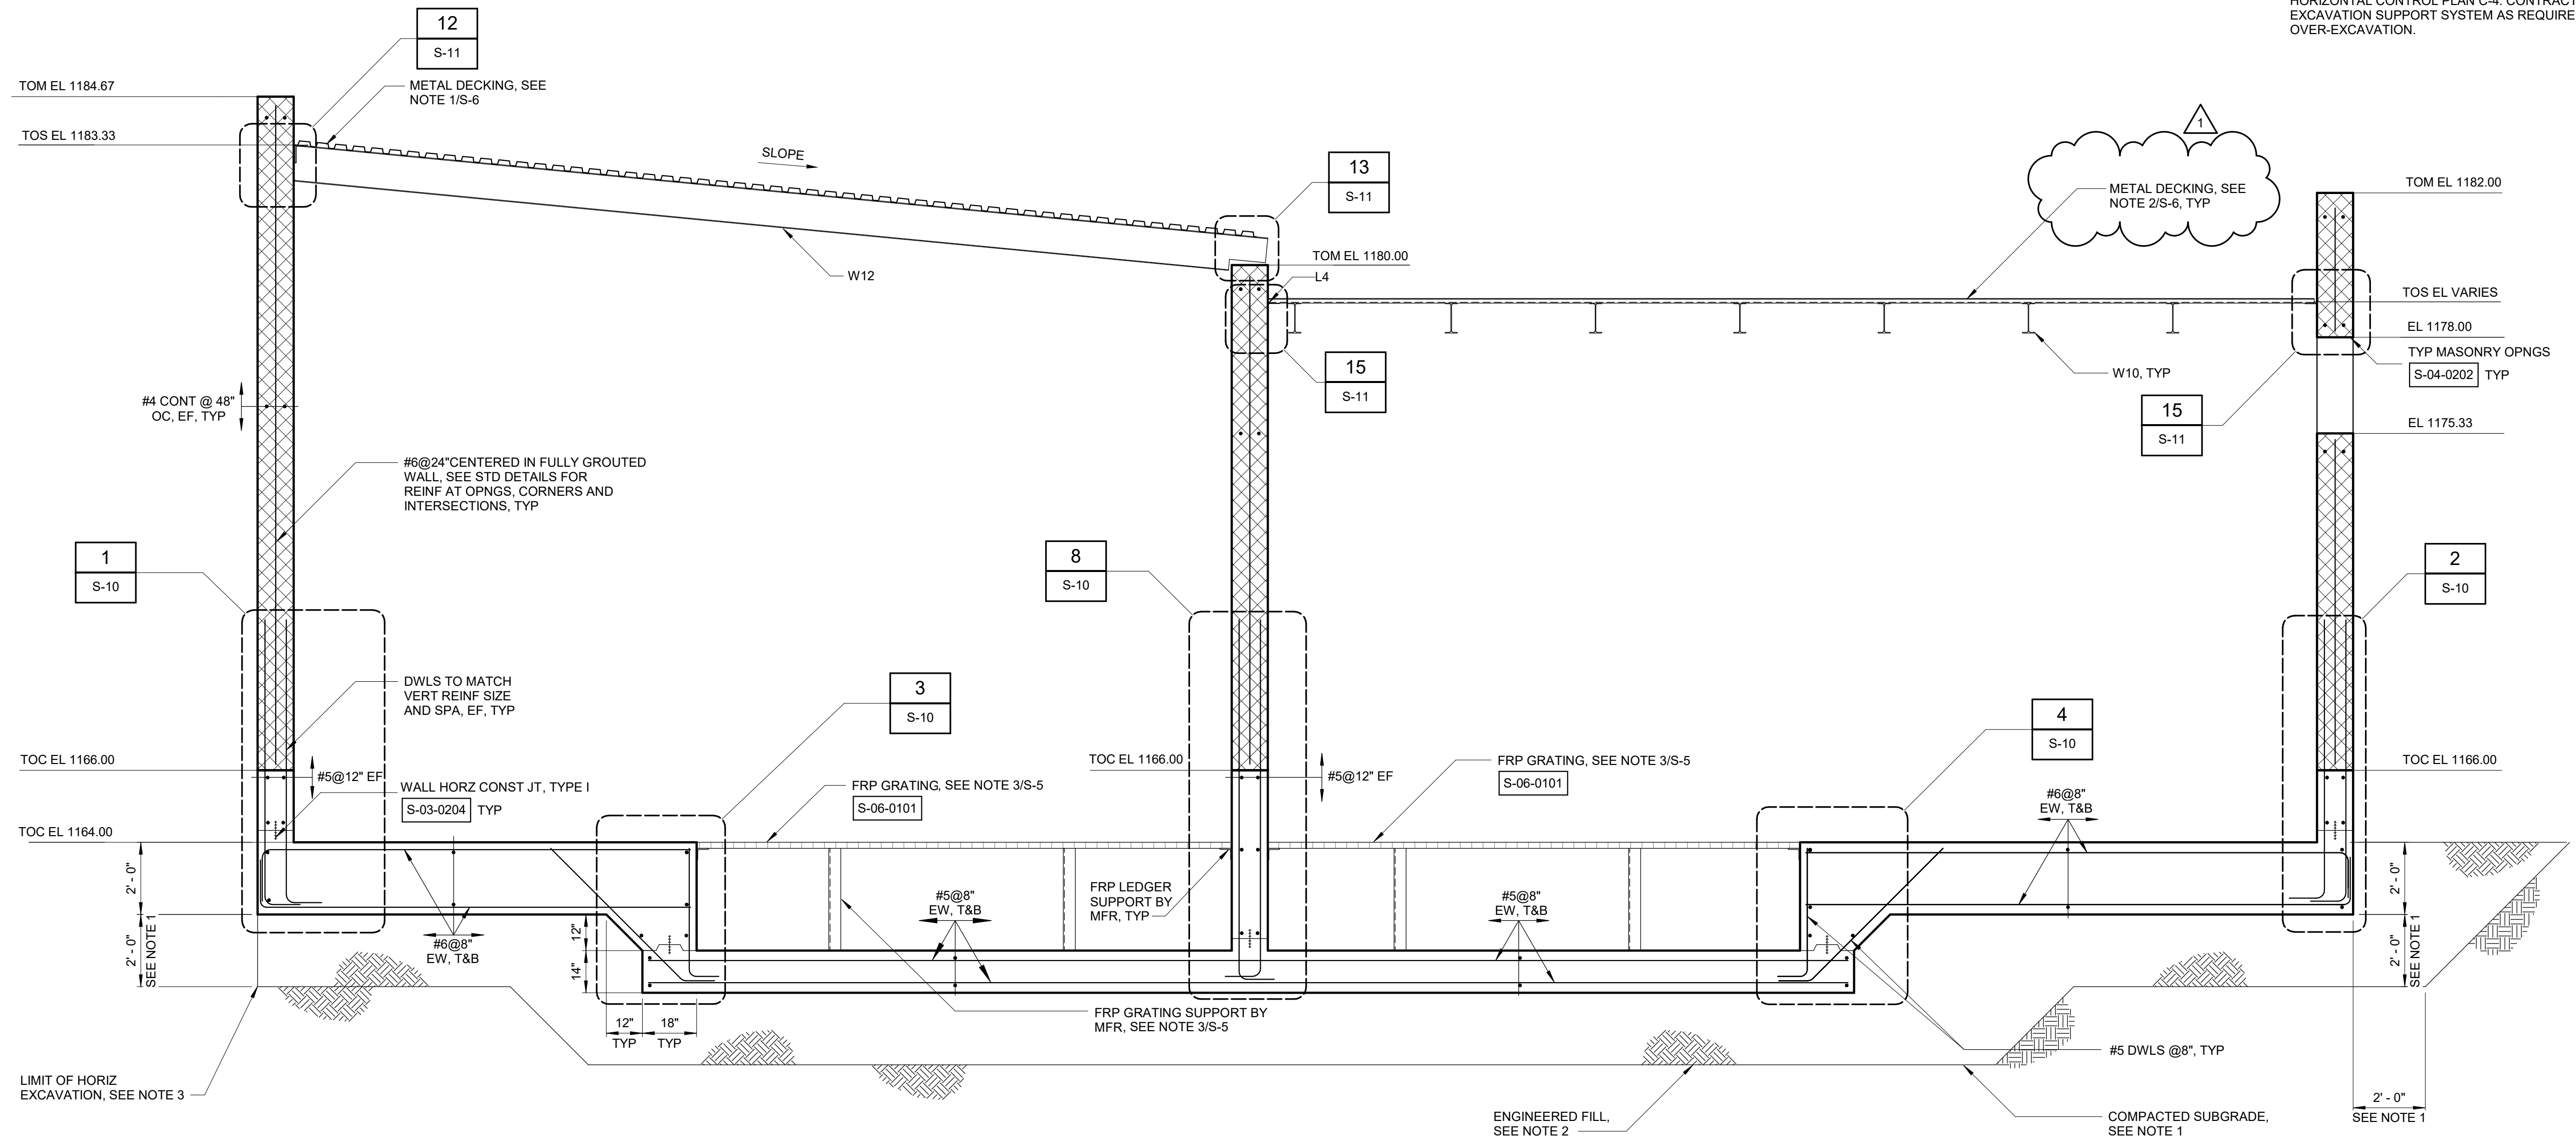 HORIZONTAL CONTROL PLAN C-4. CONTRACT
EXCAVATION SUPPORT SYSTEM AS REQUIRE
OVER-EXCAVATION.
12
S-11
METAL DECKING, SEE
NOTE 1/S-6
TOM EL 1184.67
TOS EL 1183.33
SLOPE
W12
13
S-11
TOM EL 1180.00
L4
15
S-11
1
METAL DECKING, SEE
NOTE 2/S-6, TYP
TOM EL 1182.00
TOS EL VARIES
EL 1178.00
TYP MASONRY OPNGS
S-04-0202 TYP
W10, TYP
15
S-11
EL 1175.33
#4 CONT @ 48"
OC, EF, TYP
#6@24"CENTERED IN FULLY GROUTED
WALL, SEE STD DETAILS FOR
REINF AT OPNGS, CORNERS AND
INTERSECTIONS, TYP
1
S-10
8
S-10
2
S-10
DWLS TO MATCH
VERT REINF SIZE
AND SPA, EF, TYP
3
S-10
4
S-10
TOC EL 1166.00
#5@12" EF
WALL HORZ CONST JT, TYPE I
S-03-0204 TYP
FRP GRATING, SEE NOTE 3/S-5
S-06-0101
TOC EL 1166.00
#5@12" EF
FRP GRATING, SEE NOTE 3/S-5
S-06-0101
TOC EL 1166.00
#6@8"
EW, T&B
TOC EL 1164.00
2' - 0"
2' - 0"
SEE NOTE 1
#6@8"
EW, T&B
12"
14"
12"
TYP
18"
TYP
#5@8"
EW, T&B
FRP LEDGER
SUPPORT BY
MFR, TYP
#5@8"
EW, T&B
FRP GRATING SUPPORT BY
MFR, SEE NOTE 3/S-5
2' - 0"
2' - 0"
SEE NOTE 1
#5 DWLS @8", TYP
LIMIT OF HORIZ
EXCAVATION, SEE NOTE 3
ENGINEERED FILL,
SEE NOTE 2
COMPACTED SUBGRADE,
SEE NOTE 1
2' - 0"
SEE NOTE 1